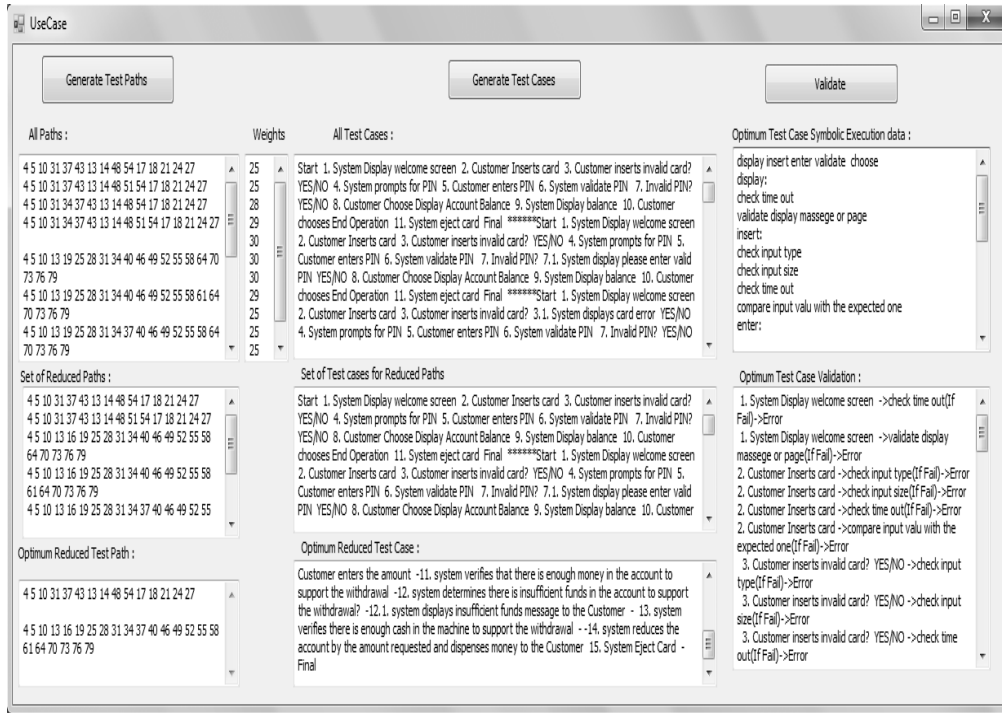 UseCase
Generate Test Paths
Generate Test Cases
Validate
All Paths :
Weights
All Test Cases :
Optimum Test Case Symbolic Execution data :
4 5 10 31 37 43 13 14 48 54 17 18 21 24 27
4 5 10 31 37 43 13 14 48 51 54 17 18 21 24 27
4 5 10 31 34 37 43 13 14 48 54 17 18 21 24 27
4 5 10 31 34 37 43 13 14 48 51 54 17 18 21 24 27
4 5 10 13 19 25 28 31 34 40 46 49 52 55 58 64 70
73 76 79
4 5 10 13 19 25 28 31 34 40 46 49 52 55 58 61 64
70 73 76 79
4 5 10 13 19 25 28 31 34 37 40 46 49 52 55 58 64
70 73 76 79
25
25
28
29
30
30
30
29
25
25
25
Start 1. System Display welcome screen 2. Customer Inserts card 3. Customer inserts invalid card?
YES/NO 4. System prompts for PIN 5. Customer enters PIN 6. System validate PIN 7. Invalid PIN?
YES/NO 8. Customer Choose Display Account Balance 9. System Display balance 10. Customer
chooses End Operation 11. System eject card Final ******Start 1. System Display welcome screen
2. Customer Inserts card 3. Customer inserts invalid card? YES/NO 4. System prompts for PIN 5.
Customer enters PIN 6. System validate PIN 7. Invalid PIN? 7.1. System display please enter valid
PIN YES/NO 8. Customer Choose Display Account Balance 9. System Display balance 10. Customer
chooses End Operation 11. System eject card Final ******Start 1. System Display welcome screen
2. Customer Inserts card 3. Customer inserts invalid card? 3.1. System displays card error YES/NO
4. System prompts for PIN 5. Customer enters PIN 6. System validate PIN 7. Invalid PIN? YES/NO
display insert enter validate choose
display:
check time out
validate display massege or page
insert:
check input type
check input size
check time out
compare input valu with the expected one
enter:
Set of Reduced Paths :
Set of Test cases for Reduced Paths
Optimum Test Case Validation :
4 5 10 31 37 43 13 14 48 54 17 18 21 24 27
4 5 10 31 37 43 13 14 48 51 54 17 18 21 24 27
4 5 10 13 16 19 25 28 31 34 40 46 49 52 55 58
64 70 73 76 79
4 5 10 13 16 19 25 28 31 34 40 46 49 52 55 58
61 64 70 73 76 79
4 5 10 13 16 19 25 28 31 34 37 40 46 49 52 55
Start 1. System Display welcome screen 2. Customer Inserts card 3. Customer inserts invalid card?
YES/NO 4. System prompts for PIN 5. Customer enters PIN 6. System validate PIN 7. Invalid PIN?
YES/NO 8. Customer Choose Display Account Balance 9. System Display balance 10. Customer
chooses End Operation 11. System eject card Final ******Start 1. System Display welcome screen
2. Customer Inserts card 3. Customer inserts invalid card? YES/NO 4. System prompts for PIN 5.
Customer enters PIN 6. System validate PIN 7. Invalid PIN? 7.1. System display please enter valid
PIN YES/NO 8. Customer Choose Display Account Balance 9. System Display balance 10. Customer
1. System Display welcome screen ->check time out(If
Fail)->Error
1. System Display welcome screen ->validate display
massege or page(If Fail)->Error
2. Customer Inserts card ->check input type(If Fail)->Error
2. Customer Inserts card ->check input size(If Fail)->Error
2. Customer Inserts card ->check time out(If Fail)->Error
2. Customer Inserts card ->compare input valu with the
expected one(If Fail)->Error
3. Customer inserts invalid card? YES/NO ->check input
type(If Fail)->Error
3. Customer inserts invalid card? YES/NO ->check input
size(If Fail)->Error
3. Customer inserts invalid card? YES/NO ->check time
out(If Fail)->Error
Optimum Reduced Test Path :
Optimum Reduced Test Case :
4 5 10 31 37 43 13 14 48 54 17 18 21 24 27
4 5 10 13 16 19 25 28 31 34 37 40 46 49 52 55 58
61 64 70 73 76 79
Customer enters the amount -11. system verifies that there is enough money in the account to
support the withdrawal -12. system determines there is insufficient funds in the account to support
the withdrawal? -12.1. system displays insufficient funds message to the Customer - 13. system
verifies there is enough cash in the machine to support the withdrawal - -14. system reduces the
account by the amount requested and dispenses money to the Customer 15. System Eject Card -
Final